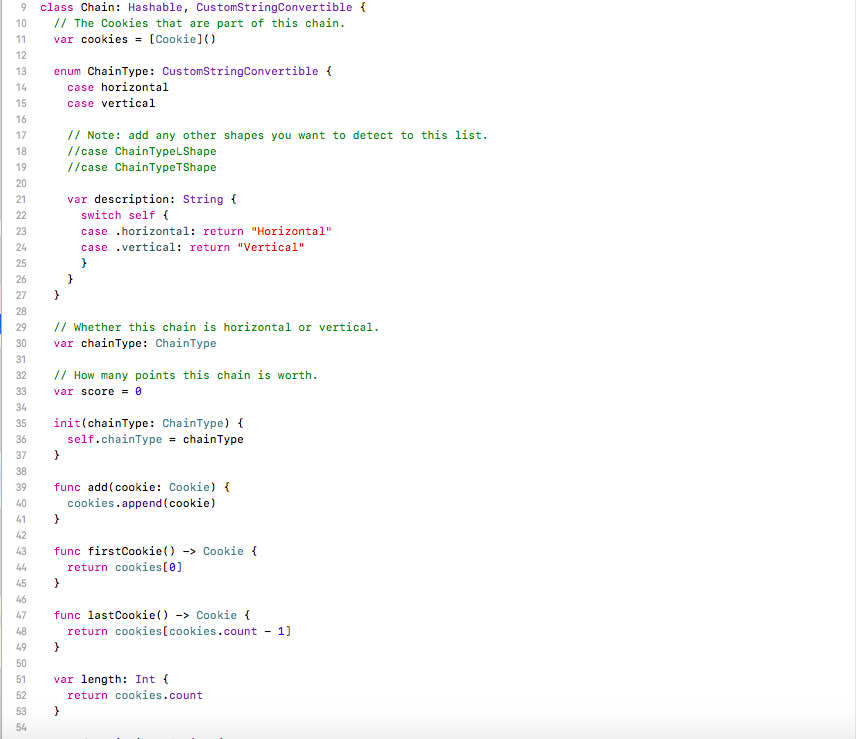 9 class Chain: Hashable, CustomStringConvertible {
10 // The Cookies that are part of this chain.
11 var cookies = [Cookie]()
12
13 enum ChainType: CustomStringConvertible {
14 case horizontal
15 case vertical
16
17 // Note: add any other shapes you want to detect to this list.
18 //case ChainTypeLShape
19 //case ChainTypeTShape
20
21 var description: String {
22 switch self {
23 case .horizontal: return "Horizontal"
24 case .vertical: return "Vertical"
25 }
26 }
27 }
28
29 // Whether this chain is horizontal or vertical.
30 var chainType: ChainType
31
32 // How many points this chain is worth.
33 var score = 0
34
35 init(chainType: ChainType) {
36 self.chainType = chainType
37 }
38
39 func add(cookie: Cookie) {
40 cookies.append(cookie)
41 }
42
43 func firstCookie() -> Cookie {
44 return cookies[0]
45 }
46
47 func lastCookie() -> Cookie {
48 return cookies[cookies.count - 1]
49 }
50
51 var length: Int {
52 return cookies.count
53 }
54